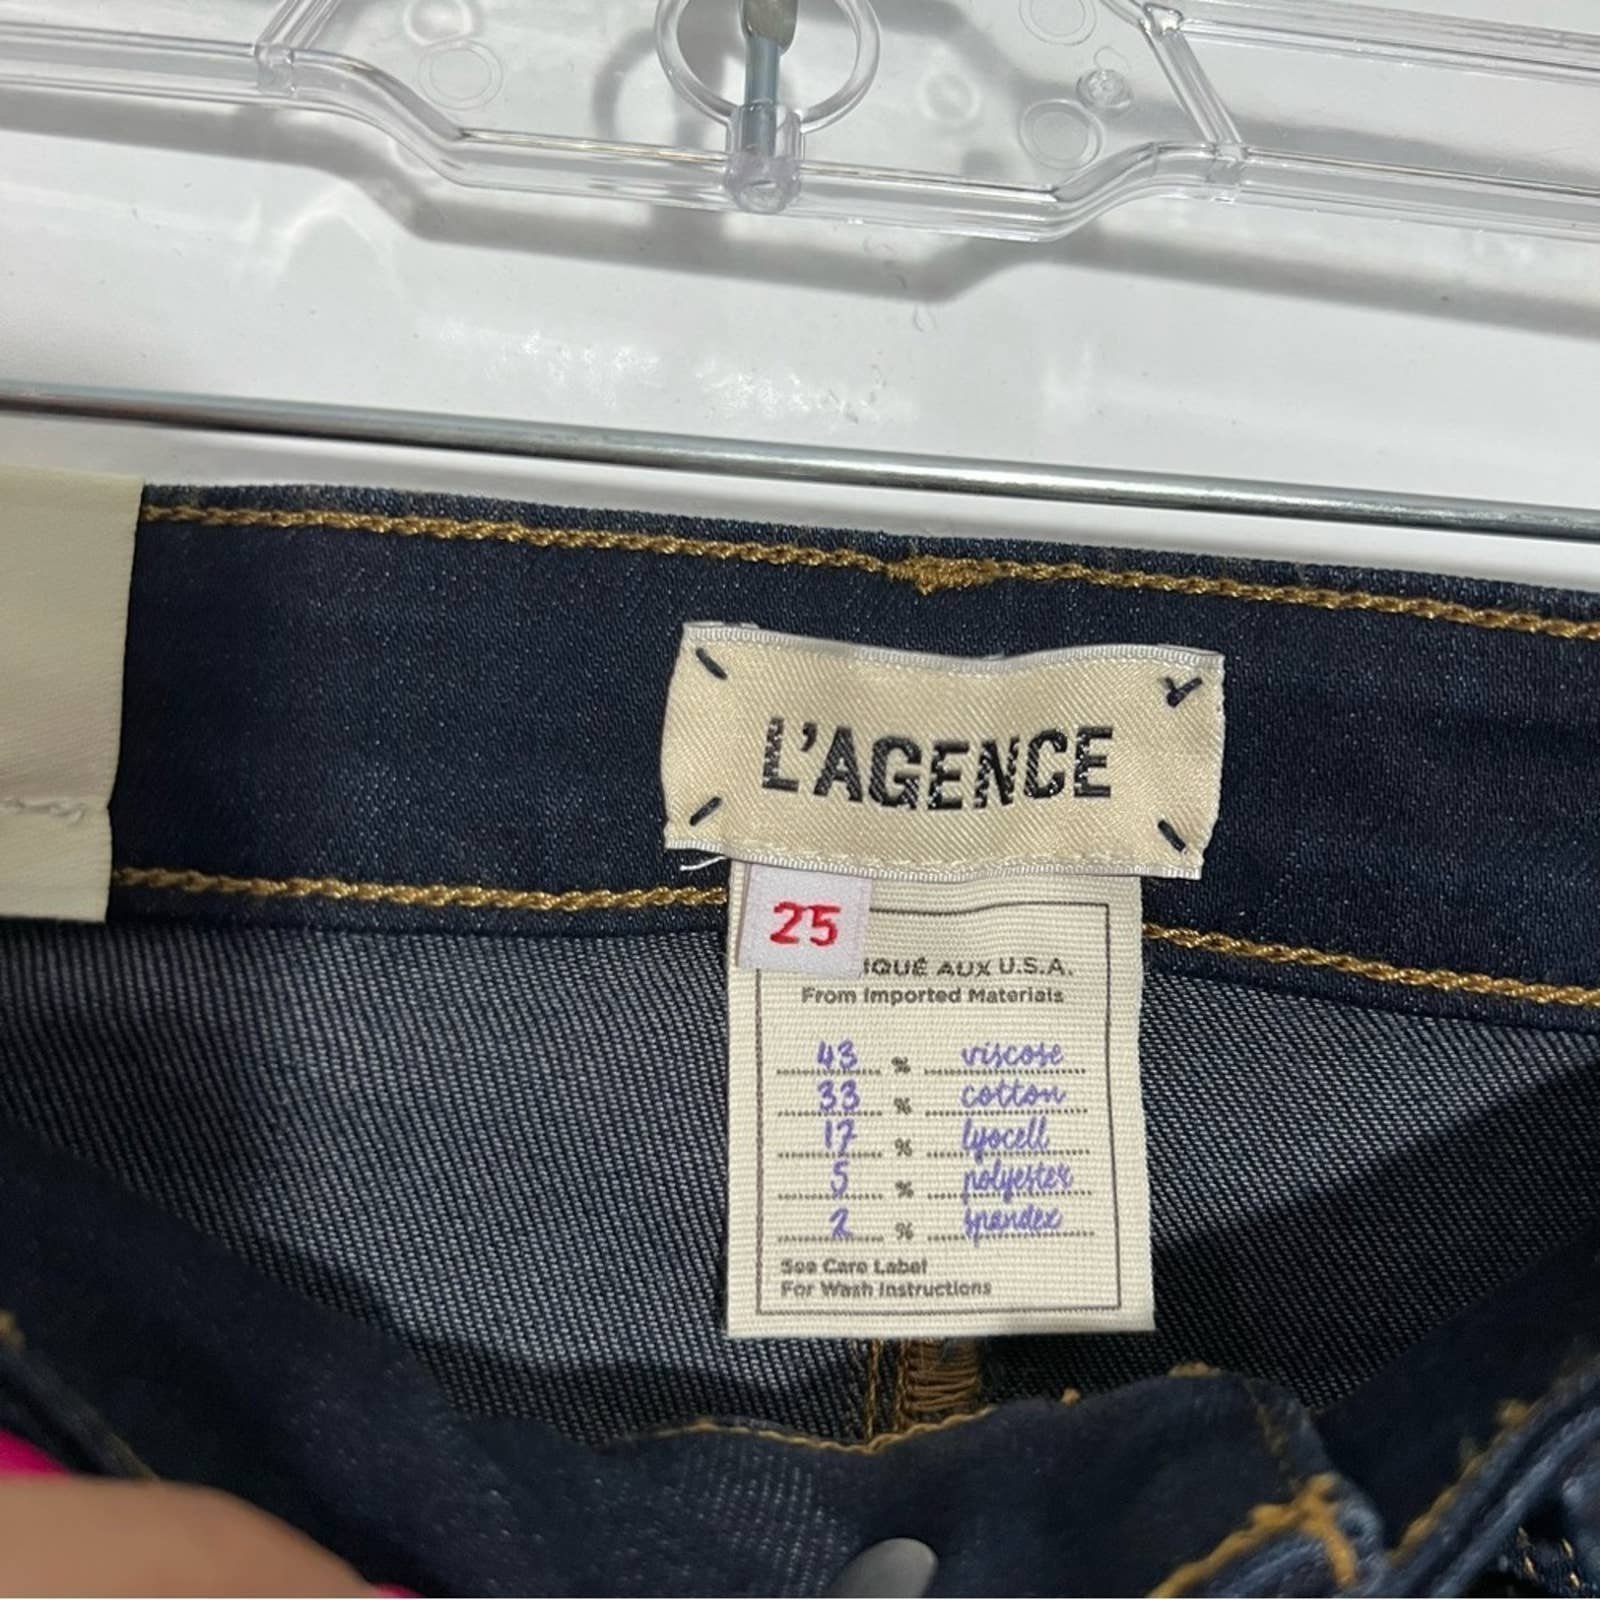 L'AGENCE
25
IQUÉ AUX U.S.A.
From Imported Materials
43 % viscose
33 % cotton
17 % lyocell
5 % polyester
2 % spandex
See Care Label
For Wash Instructions